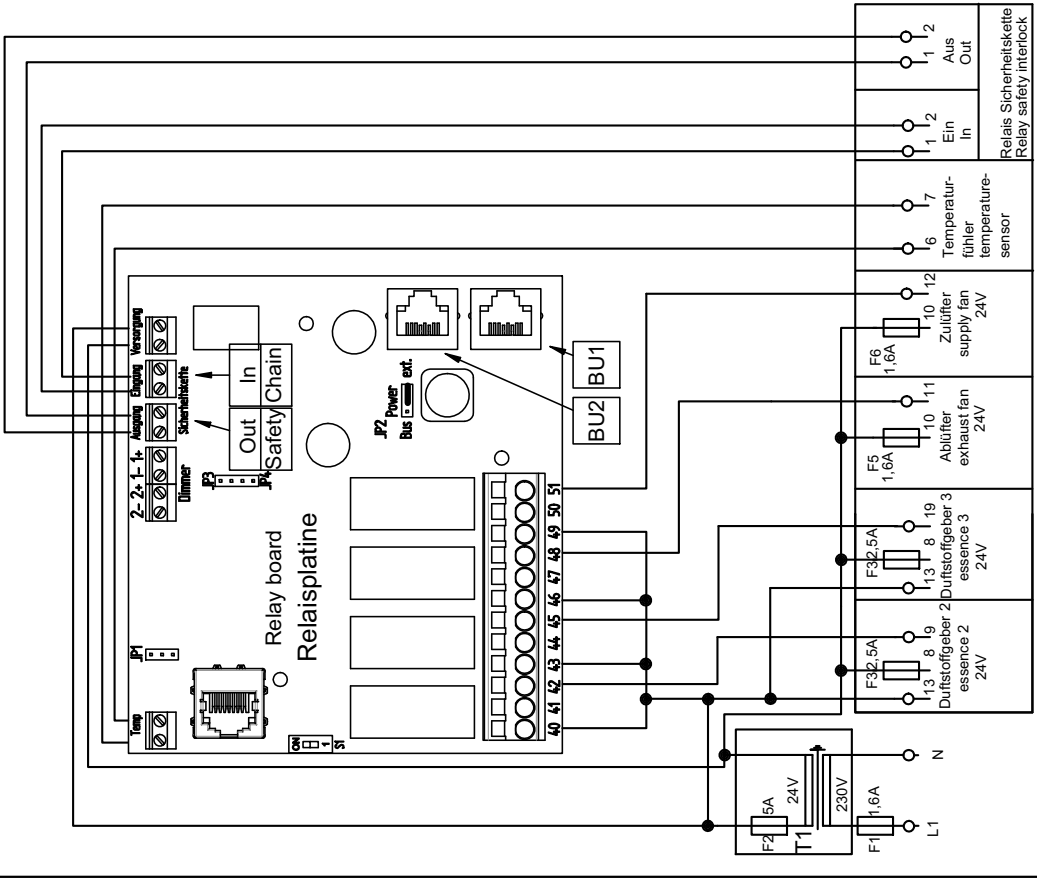 2
1
Aus
Out
2
1
Ein
In
Relais Sicherheitskette
Relay safety interlock
7
6
Temperatur-
fühler
temperature-
sensor
12
10
Zulüfter
supply fan
24V
F6
1,6A
11
10
Ablüfter
exhaust fan
24V
F5
1,6A
19
8
13
Duftstoffgeber 3
essence 3
24V
F3
2,5A
9
8
13
Duftstoffgeber 2
essence 2
24V
F3
2,5A
Versorgung
Eingang
Ausgang
Sicherheitskette
In
Out
Chain
Safety
2- 2+ 1- 1+
Dimmer
JP3
JP4
JP2
Power
Bus
ext.
BU1
BU2
Relay board
Relaisplatine
JP1
Temp
ON
1
S1
40 41 42 43 44 45 46 47 48 49 50 51
F2
5A
24V
T1
230V
F1
1,6A
L1
N